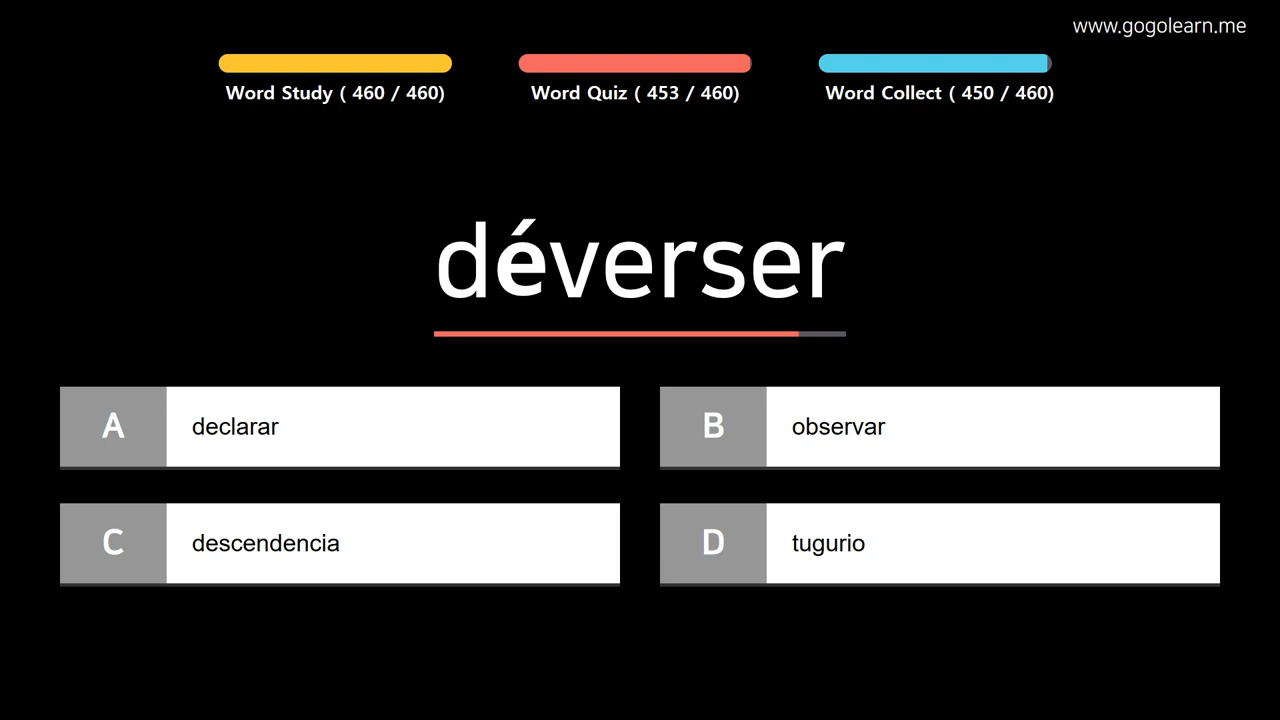 www.gogolearn.me
Word Study ( 460 / 460)
Word Quiz ( 453 / 460)
Word Collect ( 450 / 460)
déverser
A declarar
B observar
C descendencia
D tugurio